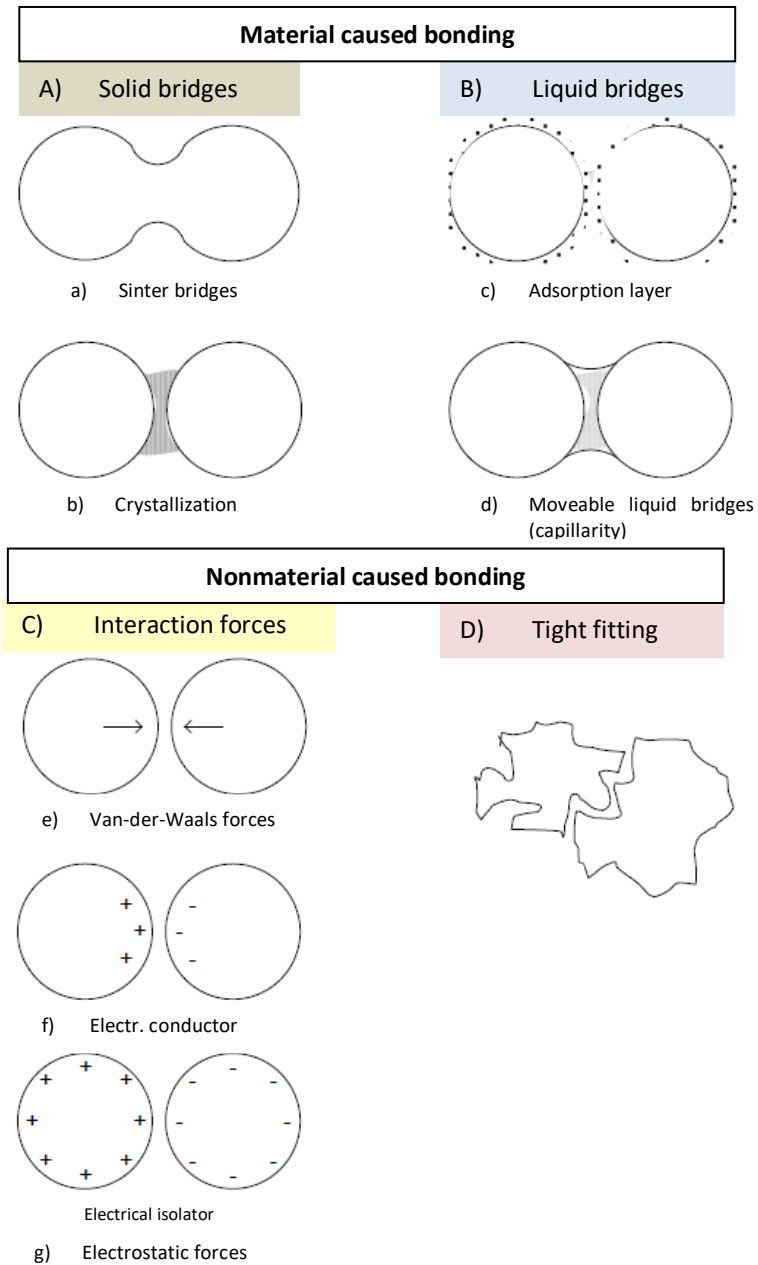 Material caused bonding
A) Solid bridges
B) Liquid bridges
a) Sinter bridges
c) Adsorption layer
b) Crystallization
d) Moveable liquid bridges
(capillarity)
Nonmaterial caused bonding
C) Interaction forces
D) Tight fitting
e) Van-der-Waals forces
+ -
+ -
+ -
f) Electr. conductor
+ -
+ + - -
+ + - -
+ + - -
+ -
Electrical isolator
g) Electrostatic forces